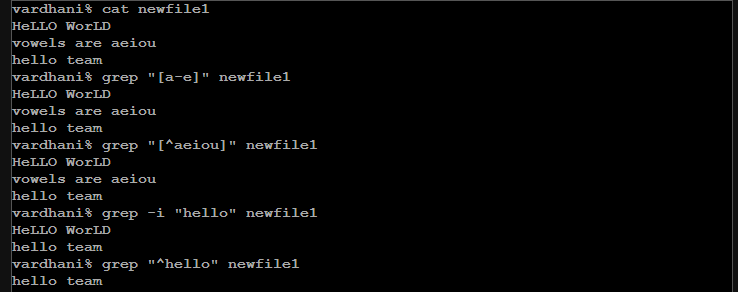 vardhani% cat newfile1
HeLLO WorLD
vowels are aeiou
hello team
vardhani% grep "[a-e]" newfile1
HeLLO WorLD
vowels are aeiou
hello team
vardhani% grep "[^aeiou]" newfile1
HeLLO WorLD
vowels are aeiou
hello team
vardhani% grep -i "hello" newfile1
HeLLO WorLD
hello team
vardhani% grep "^hello" newfile1
hello team